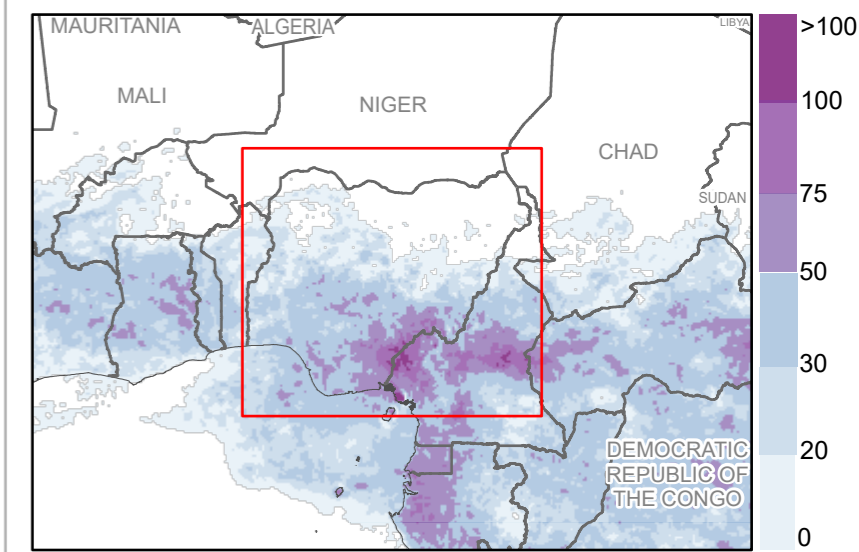 MAURITANIA
ALGERIA
LIBYA
>100
MALI
NIGER
100
CHAD
75
SUDAN
50
30
DEMOCRATIC
REPUBLIC OF
THE CONGO
20
0